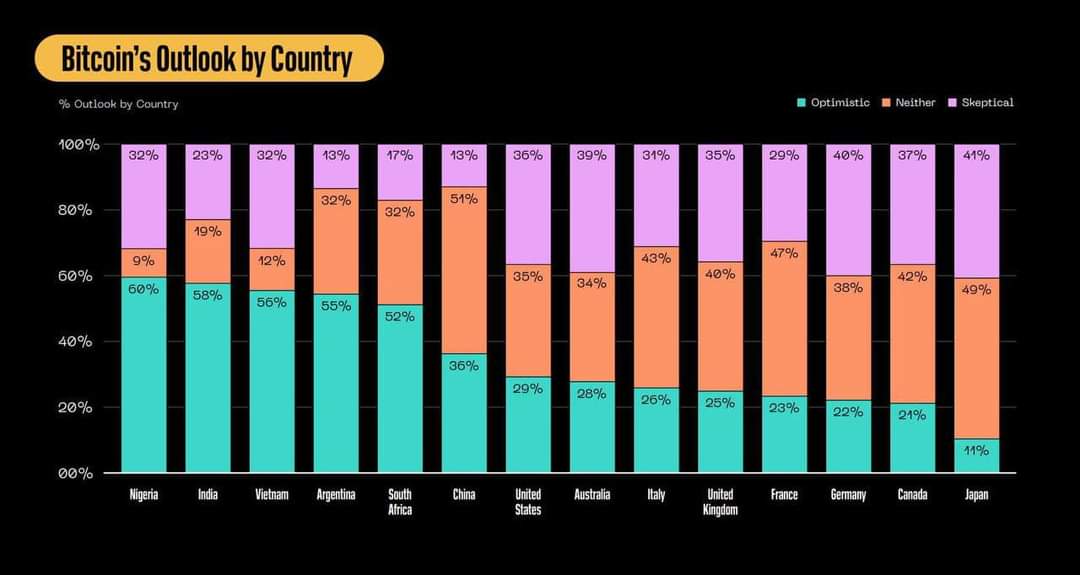 Bitcoin's Outlook by Country
% Outlook by Country
Optimistic Neither Skeptical
100% 32% 23% 32% 13% 17% 13% 36% 39% 31% 35% 29% 40% 37% 41%
32% 51%
80% 32%
19%
47%
43%
9% 12% 35% 34% 40% 38% 42% 49%
60% 60% 58% 56% 55% 52%
40%
36%
29% 28% 26% 25% 23% 22% 21%
20%
11%
00%
Nigeria India Vietnam Argentina South Africa China United States Australia Italy United Kingdom France Germany Canada Japan